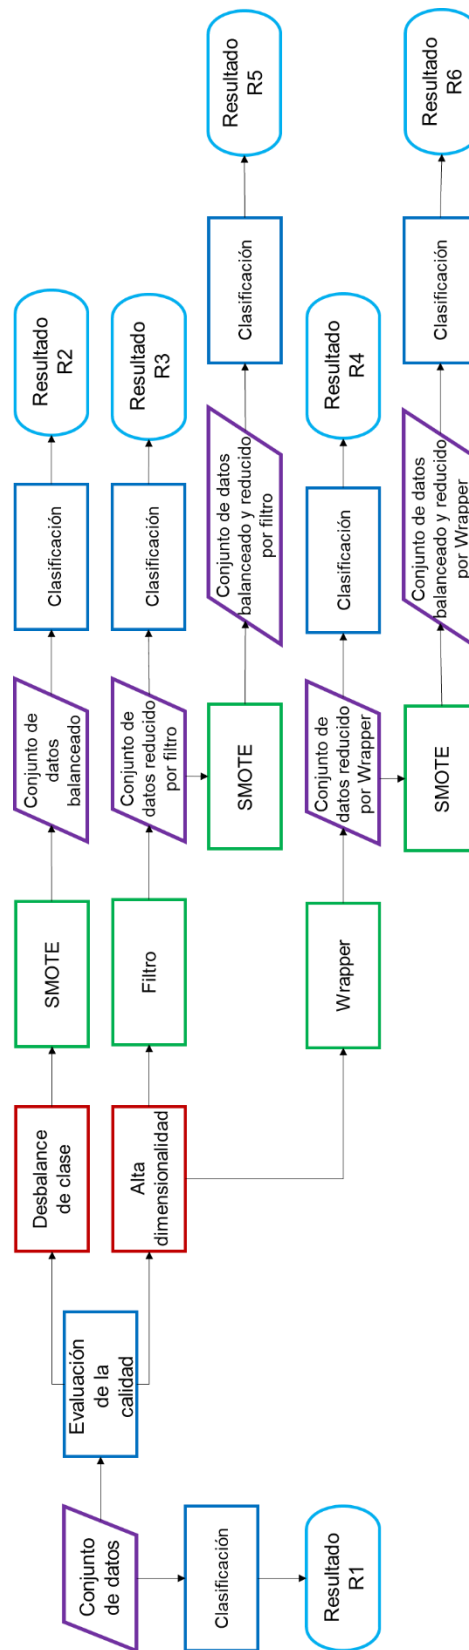 Conjunto
de datos
Clasificación
Resultado
R1
Evaluación
de la
calidad
Desbalance
de clase
SMOTE
Conjunto de
datos
balanceado
Clasificación
Resultado
R2
Alta
dimensionalidad
Filtro
Conjunto de
datos reducido
por filtro
Clasificación
Resultado
R3
SMOTE
Conjunto de datos
balanceado y reducido
por filtro
Clasificación
Resultado
R5
Wrapper
Conjunto de
datos reducido
por Wrapper
Clasificación
Resultado
R4
SMOTE
Conjunto de datos
balanceado y reducido
por Wrapper
Clasificación
Resultado
R6